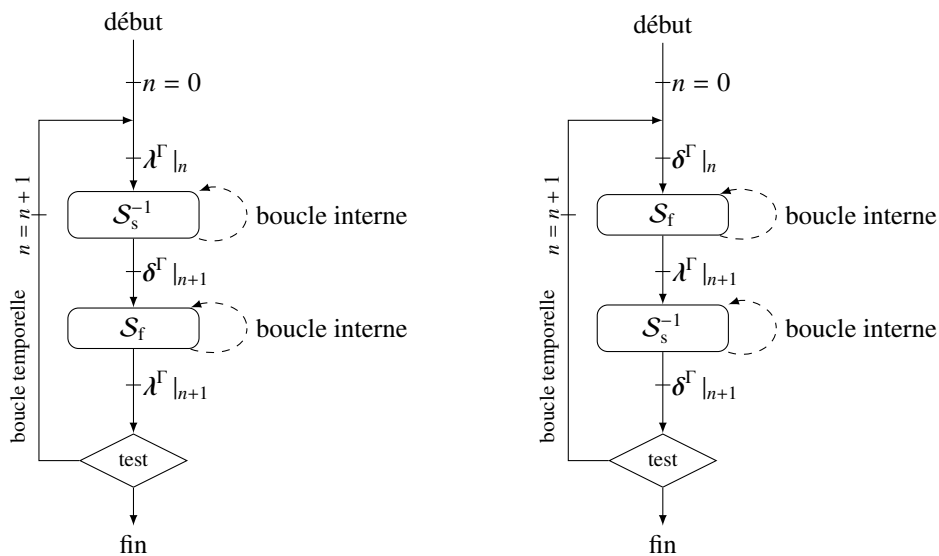 début
n = 0
λ^Γ |_n
S_s^{-1}
boucle interne
δ^Γ |_{n+1}
S_f
boucle interne
λ^Γ |_{n+1}
test
fin
n = n + 1
boucle temporelle
début
n = 0
δ^Γ |_n
S_f
boucle interne
λ^Γ |_{n+1}
S_s^{-1}
boucle interne
δ^Γ |_{n+1}
test
fin
n = n + 1
boucle temporelle